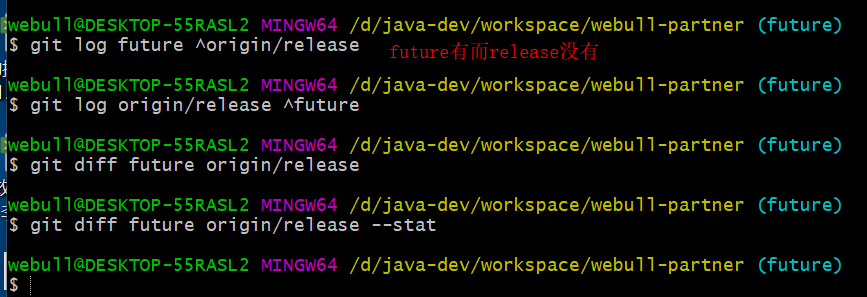 webull@DESKTOP-55RASL2 MINGW64 /d/java-dev/workspace/webull-partner (future)
$ git log future ^origin/release future有而release没有
webull@DESKTOP-55RASL2 MINGW64 /d/java-dev/workspace/webull-partner (future)
$ git log origin/release ^future
webull@DESKTOP-55RASL2 MINGW64 /d/java-dev/workspace/webull-partner (future)
$ git diff future origin/release
webull@DESKTOP-55RASL2 MINGW64 /d/java-dev/workspace/webull-partner (future)
$ git diff future origin/release --stat
webull@DESKTOP-55RASL2 MINGW64 /d/java-dev/workspace/webull-partner (future)
$